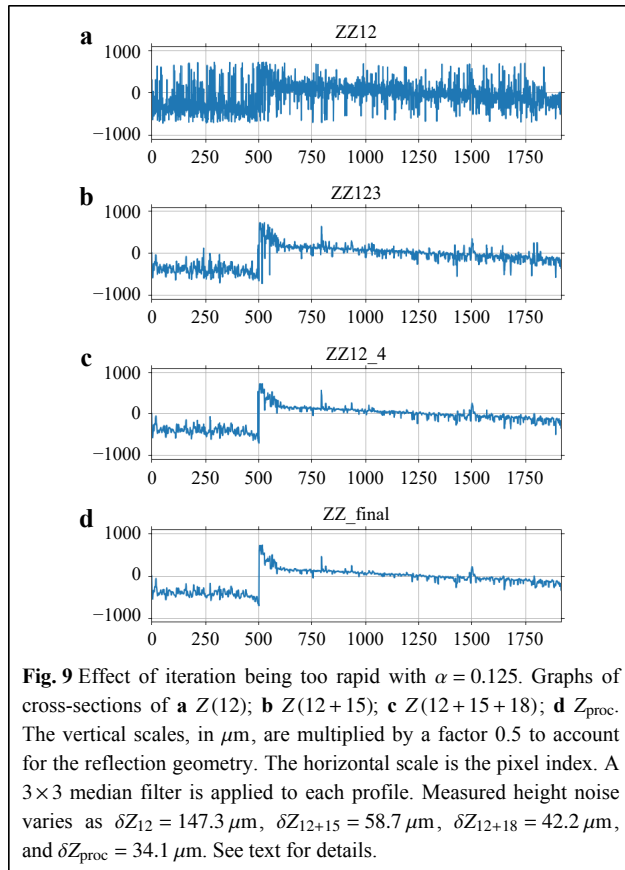 a ZZ12
1000
0
−1000
0 250 500 750 1000 1250 1500 1750
b ZZ123
1000
0
−1000
0 250 500 750 1000 1250 1500 1750
c ZZ12_4
1000
0
−1000
0 250 500 750 1000 1250 1500 1750
d ZZ_final
1000
0
−1000
0 250 500 750 1000 1250 1500 1750
Fig. 9 Effect of iteration being too rapid with α = 0.125. Graphs of
cross-sections of a Z(12); b Z(12+15); c Z(12+15+18); d Zproc.
The vertical scales, in μm, are multiplied by a factor 0.5 to account
for the reflection geometry. The horizontal scale is the pixel index. A
3×3 median filter is applied to each profile. Measured height noise
varies as δZ12 = 147.3 μm, δZ12+15 = 58.7 μm, δZ12+18 = 42.2 μm,
and δZproc = 34.1 μm. See text for details.